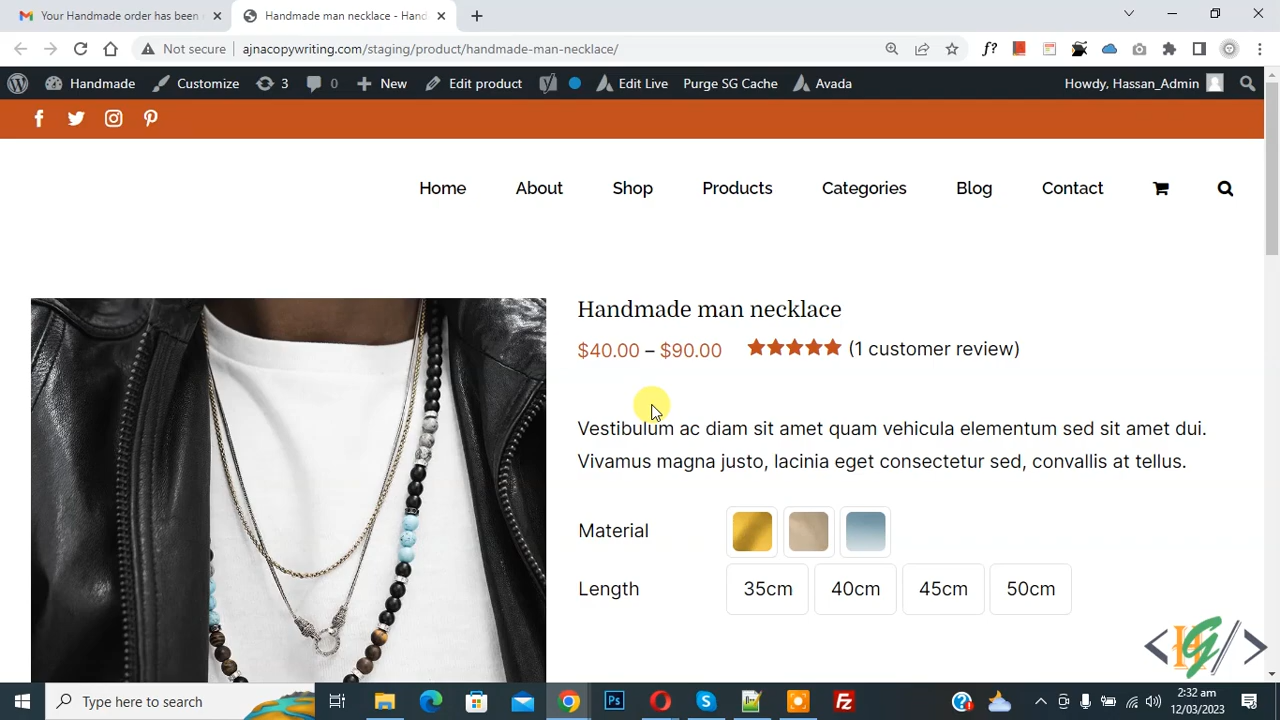 Your Handmade order has been
Handmade man necklace - Hand
Not secure
ajnacopywriting.com/staging/product/handmade-man-necklace/
f?
Handmade
Customize
3
0
New
Edit product
Edit Live
Purge SG Cache
Avada
Howdy, Hassan_Admin
Home
About
Shop
Products
Categories
Blog
Contact
Handmade man necklace
$40.00 – $90.00
(1 customer review)
Vestibulum ac diam sit amet quam vehicula elementum sed sit amet dui.
Vivamus magna justo, lacinia eget consectetur sed, convallis at tellus.
Material
Length
35cm
40cm
45cm
50cm
HG
Type here to search
Ps
Fz
2:32 am
12/03/2023